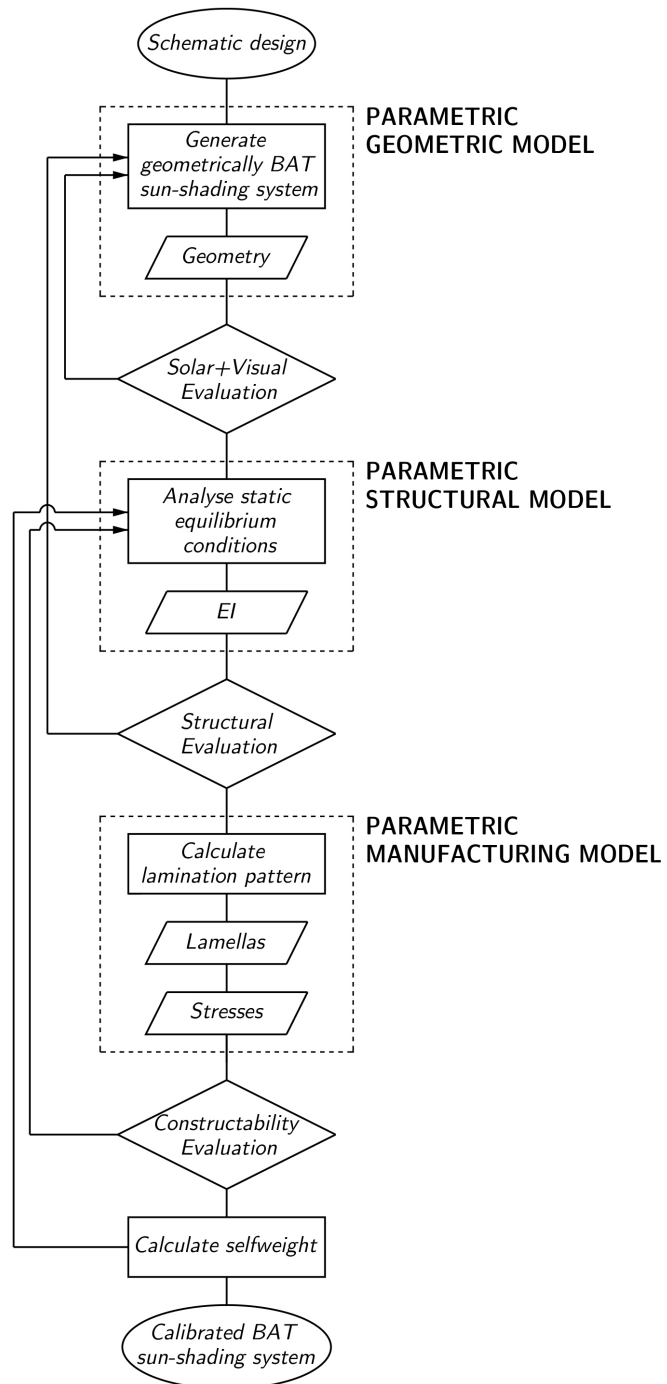 Schematic design
PARAMETRIC
GEOMETRIC MODEL
Generate
geometrically BAT
sun-shading system
Geometry
Solar+Visual
Evaluation
PARAMETRIC
STRUCTURAL MODEL
Analyse static
equilibrium
conditions
EI
Structural
Evaluation
PARAMETRIC
MANUFACTURING MODEL
Calculate
lamination pattern
Lamellas
Stresses
Constructability
Evaluation
Calculate selfweight
Calibrated BAT
sun-shading system